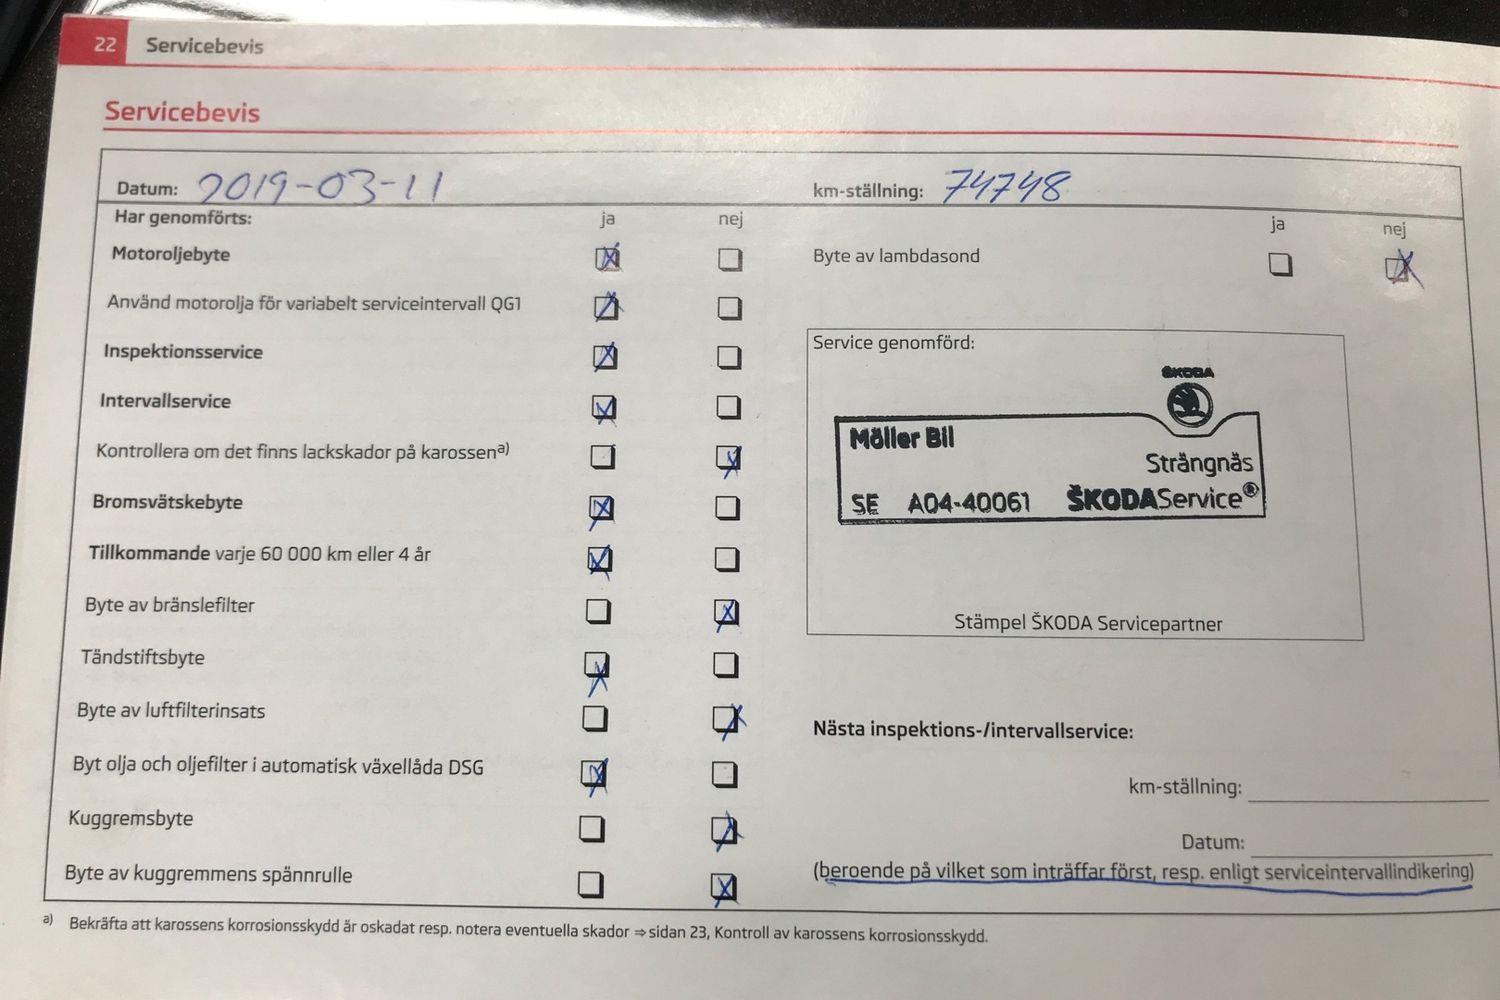 22 Servicebevis
Servicebevis
Datum: 2019-03-11 km-ställning: 74748
Har genomförts: ja nej ja nej
Motoroljebyte Byte av lambdasond
Använd motorolja för variabelt serviceintervall QG1
Inspektionsservice
Intervallservice
Kontrollera om det finns lackskador på karossen a)
Bromsvätskebyte
Tillkommande varje 60 000 km eller 4 år
Byte av bränslefilter
Tändstiftsbyte
Byte av luftfilterinsats
Byt olja och oljefilter i automatisk växellåda DSG
Kuggremsbyte
Byte av kuggremmens spännrulle
Service genomförd:
ŠKODA
Möller Bil
Strängnäs
SE A04-40061 ŠKODAService®
Stämpel ŠKODA Servicepartner
Nästa inspektions-/intervallservice:
km-ställning:
Datum:
(beroende på vilket som inträffar först, resp. enligt serviceintervallindikering)
a) Bekräfta att karossens korrosionsskydd är oskadat resp. notera eventuella skador ⇒ sidan 23, Kontroll av karossens korrosionsskydd.